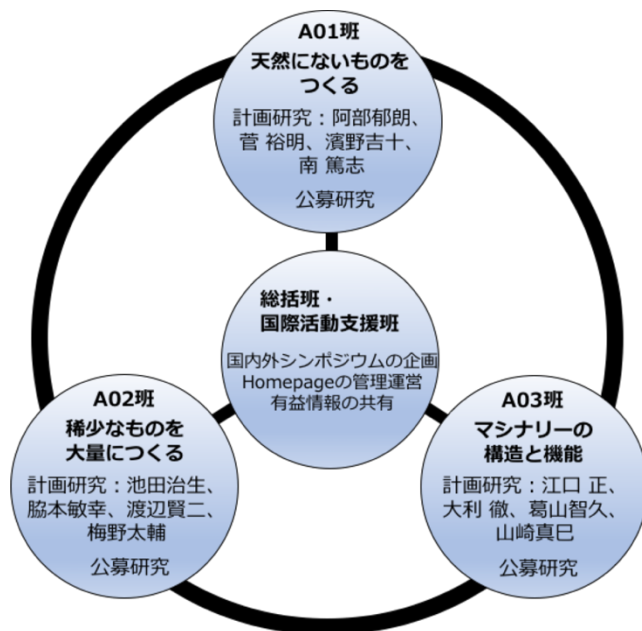 A01班
天然にないものを
つくる
計画研究：阿部郁朗、
菅 裕明、濱野吉十、
南 篤志
公募研究
総括班・
国際活動支援班
国内外シンポジウムの企画
Homepageの管理運営
有益情報の共有
A02班
稀少なものを
大量につくる
計画研究：池田治生、
脇本敏幸、渡辺賢二、
梅野太輔
公募研究
A03班
マシナリーの
構造と機能
計画研究：江口 正、
大利 徹、葛山智久、
山崎真巳
公募研究